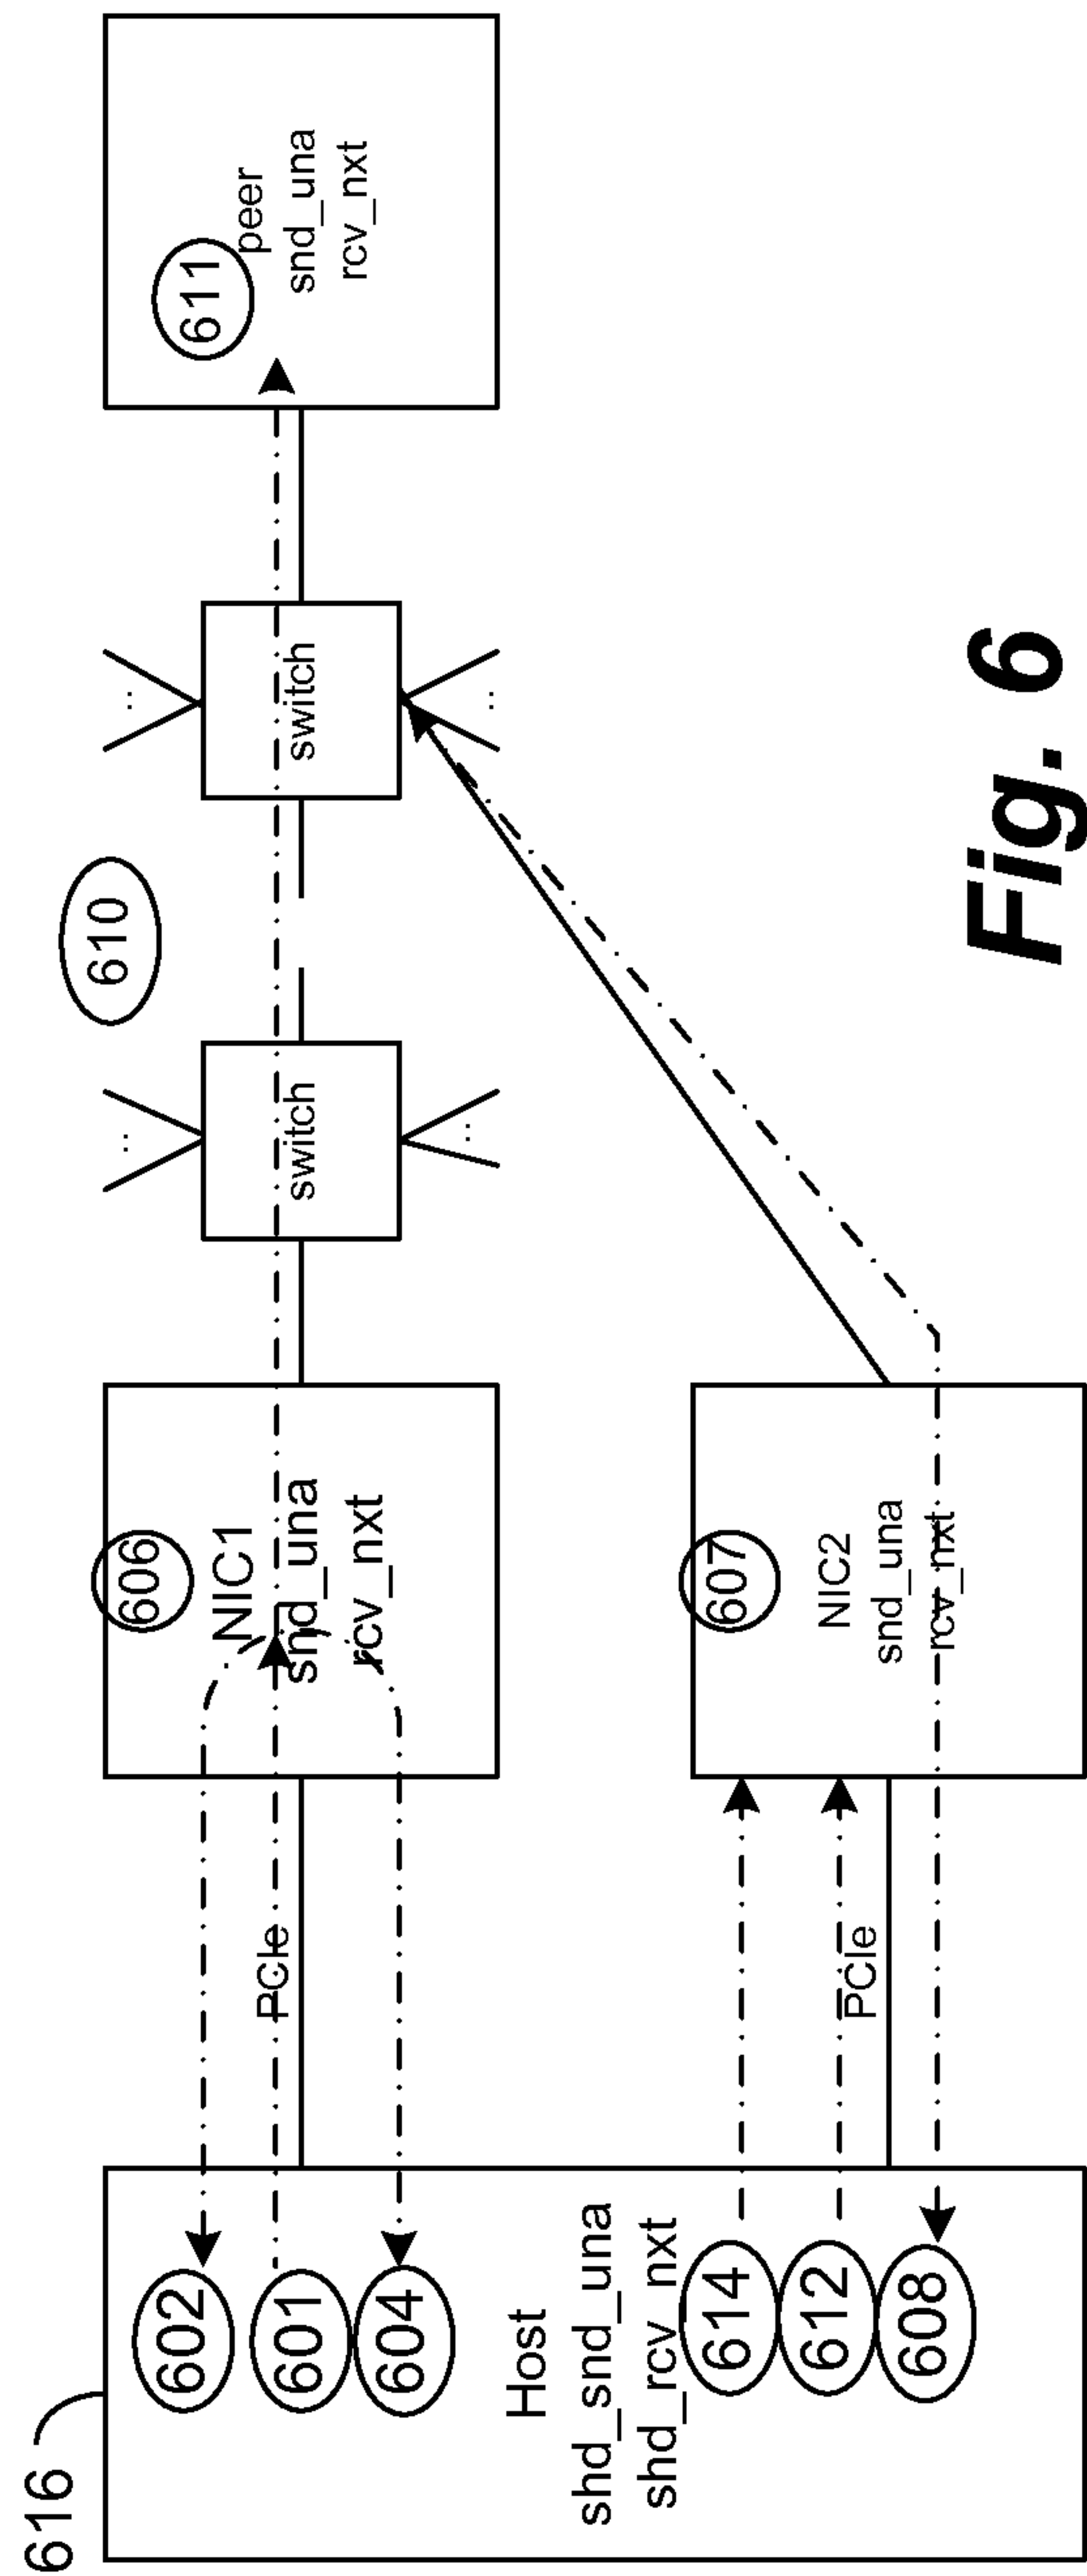 616
602
601
604
Host
shd_snd_una
shd_rcv_nxt
614
612
608
PCIe
PCIe
606
NIC1
snd_una
rcv_nxt
607
NIC2
snd_una
rcv_nxt
switch
..
..
610
switch
..
..
611
peer
snd_una
rcv_nxt
Fig. 6